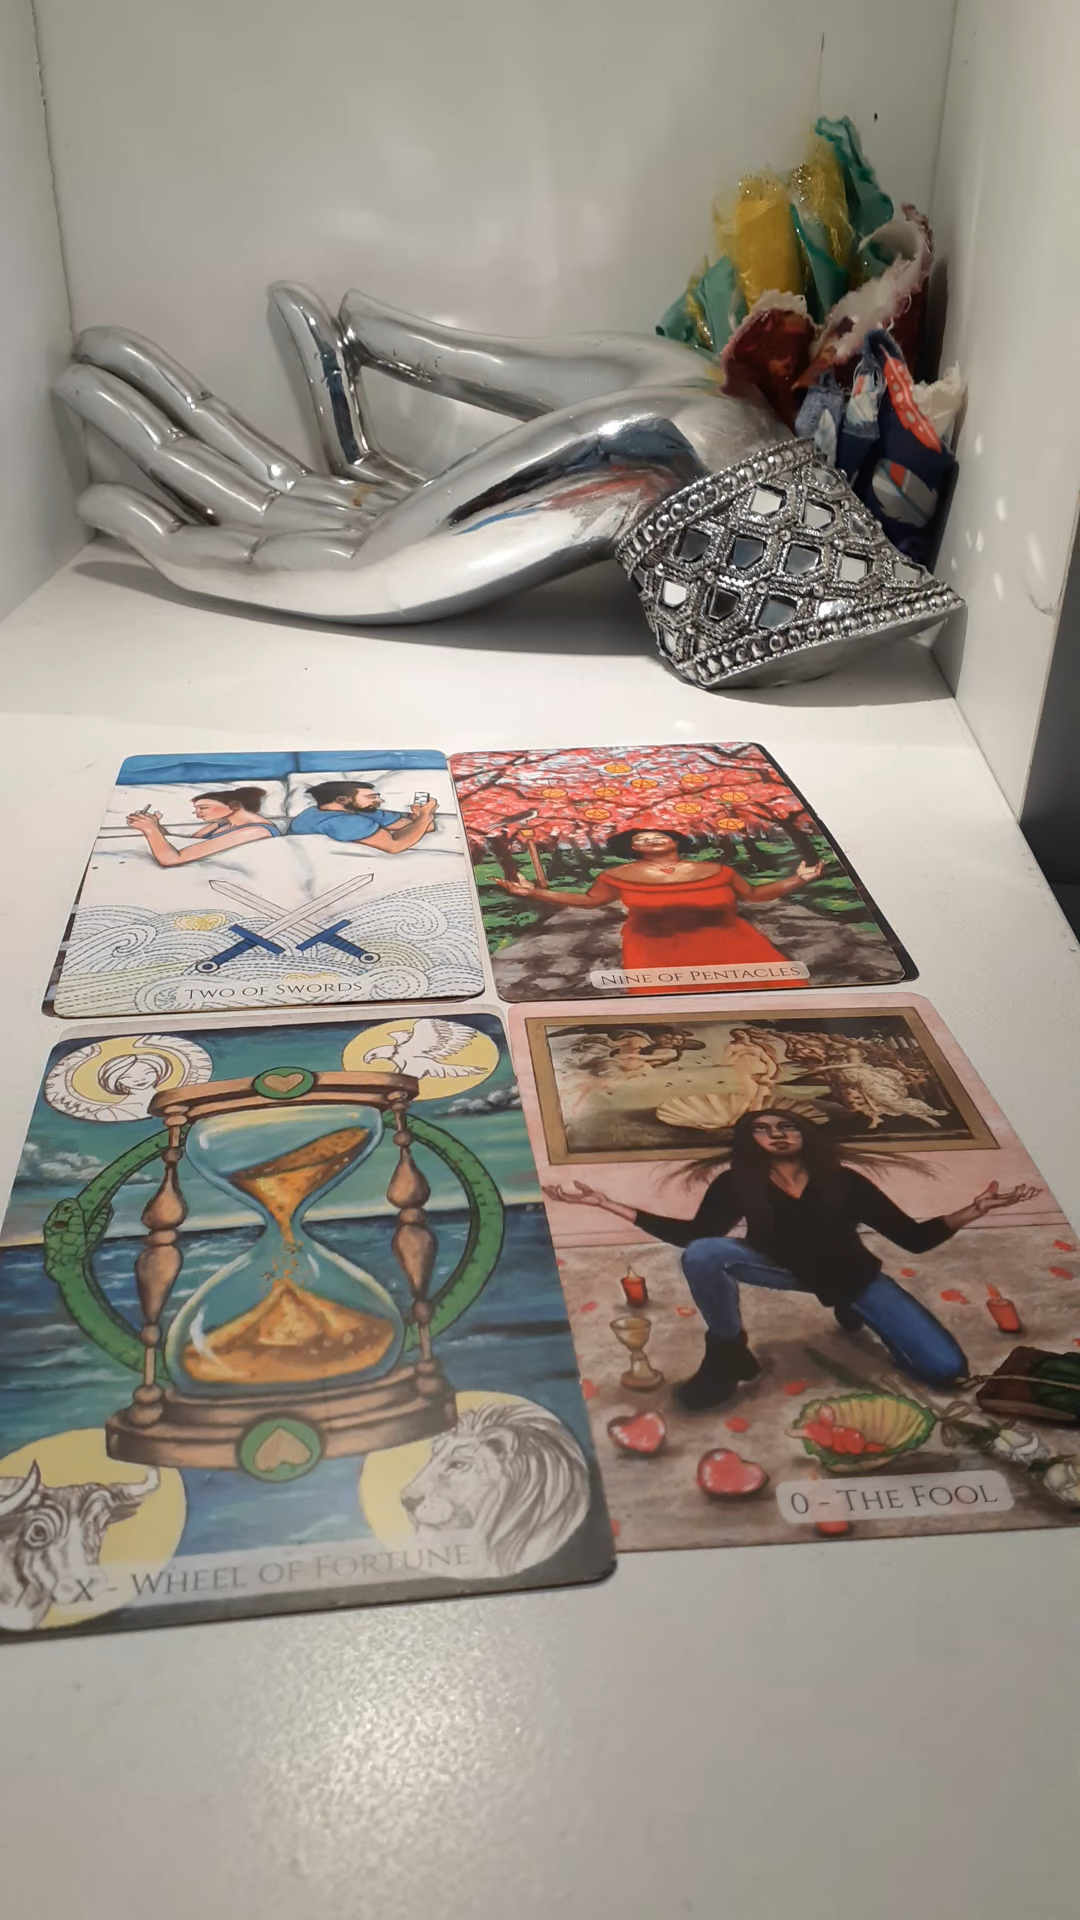 TWO OF SWORDS
NINE OF PENTACLES
X - WHEEL OF FORTUNE
0 - THE FOOL